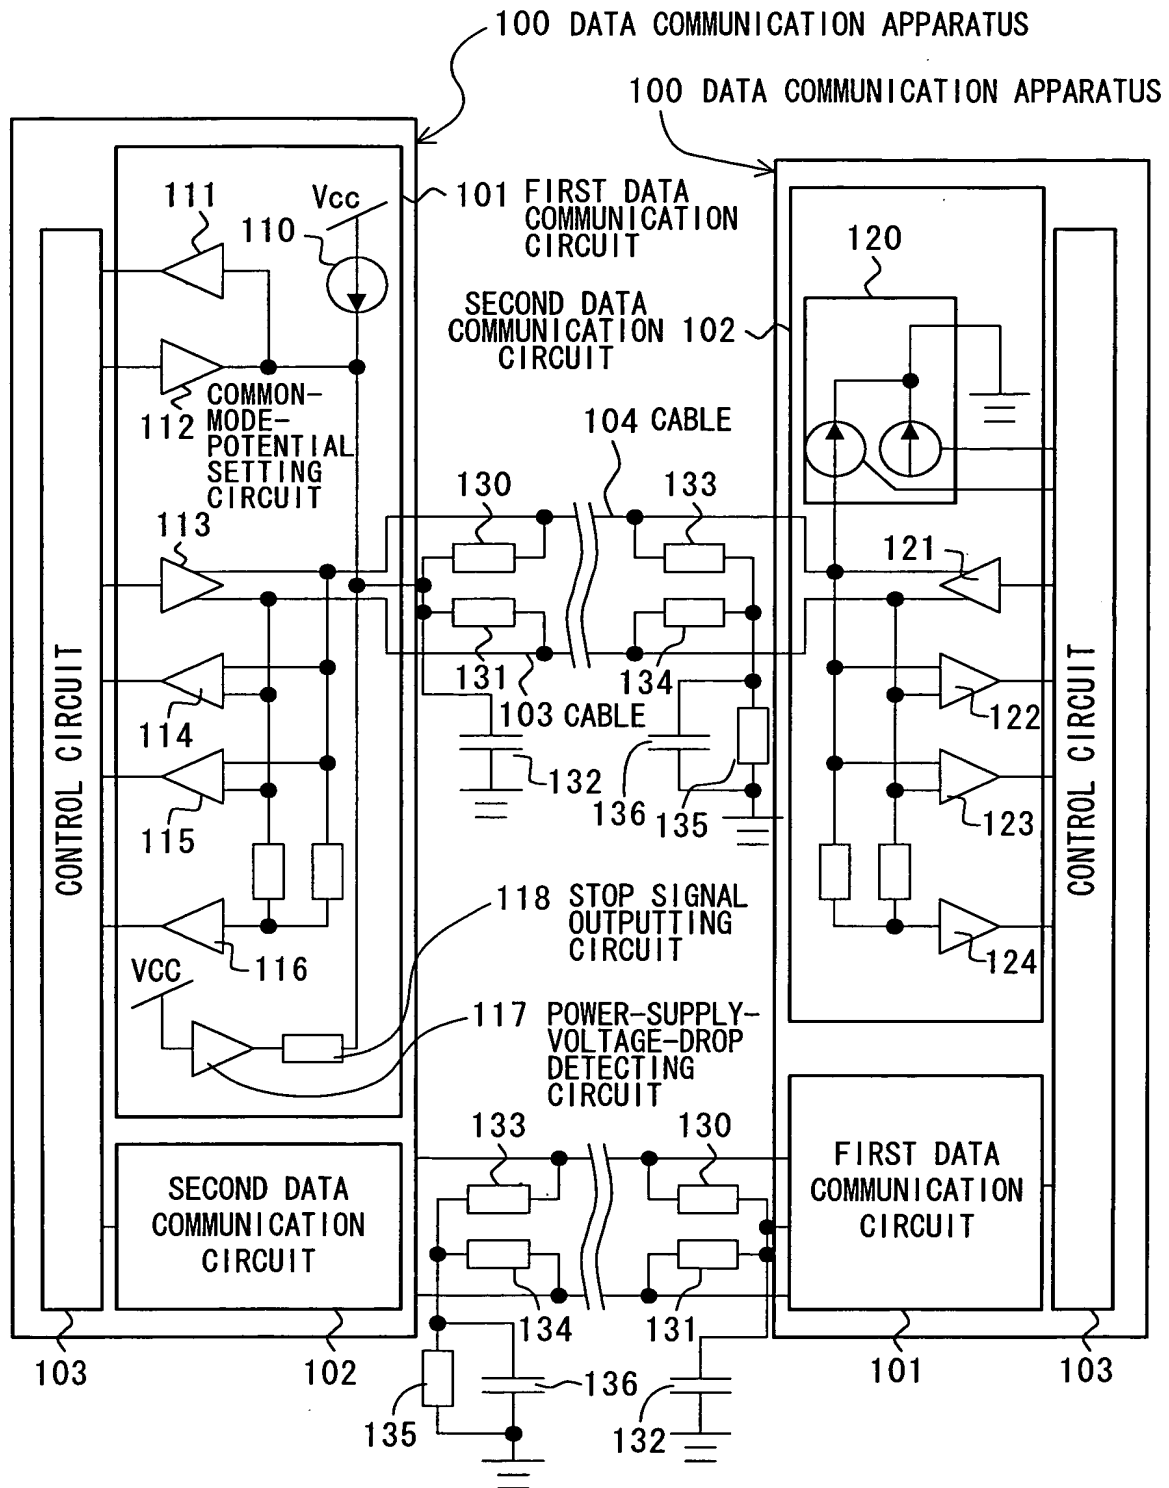 100 DATA COMMUNICATION APPARATUS
100 DATA COMMUNICATION APPARATUS
111
Vcc
110
101 FIRST DATA
COMMUNICATION
CIRCUIT
120
SECOND DATA
COMMUNICATION 102
CIRCUIT
112
COMMON-
MODE-
POTENTIAL
SETTING
CIRCUIT
104 CABLE
130
133
113
121
131
134
103 CABLE
114
122
132
136
135
115
123
CONTROL CIRCUIT
CONTROL CIRCUIT
118 STOP SIGNAL
OUTPUTTING
CIRCUIT
116
124
VCC
117 POWER-SUPPLY-
VOLTAGE-DROP
DETECTING
CIRCUIT
133
130
SECOND DATA
COMMUNICATION
CIRCUIT
FIRST DATA
COMMUNICATION
CIRCUIT
134
131
103
102
101
103
135
136
132